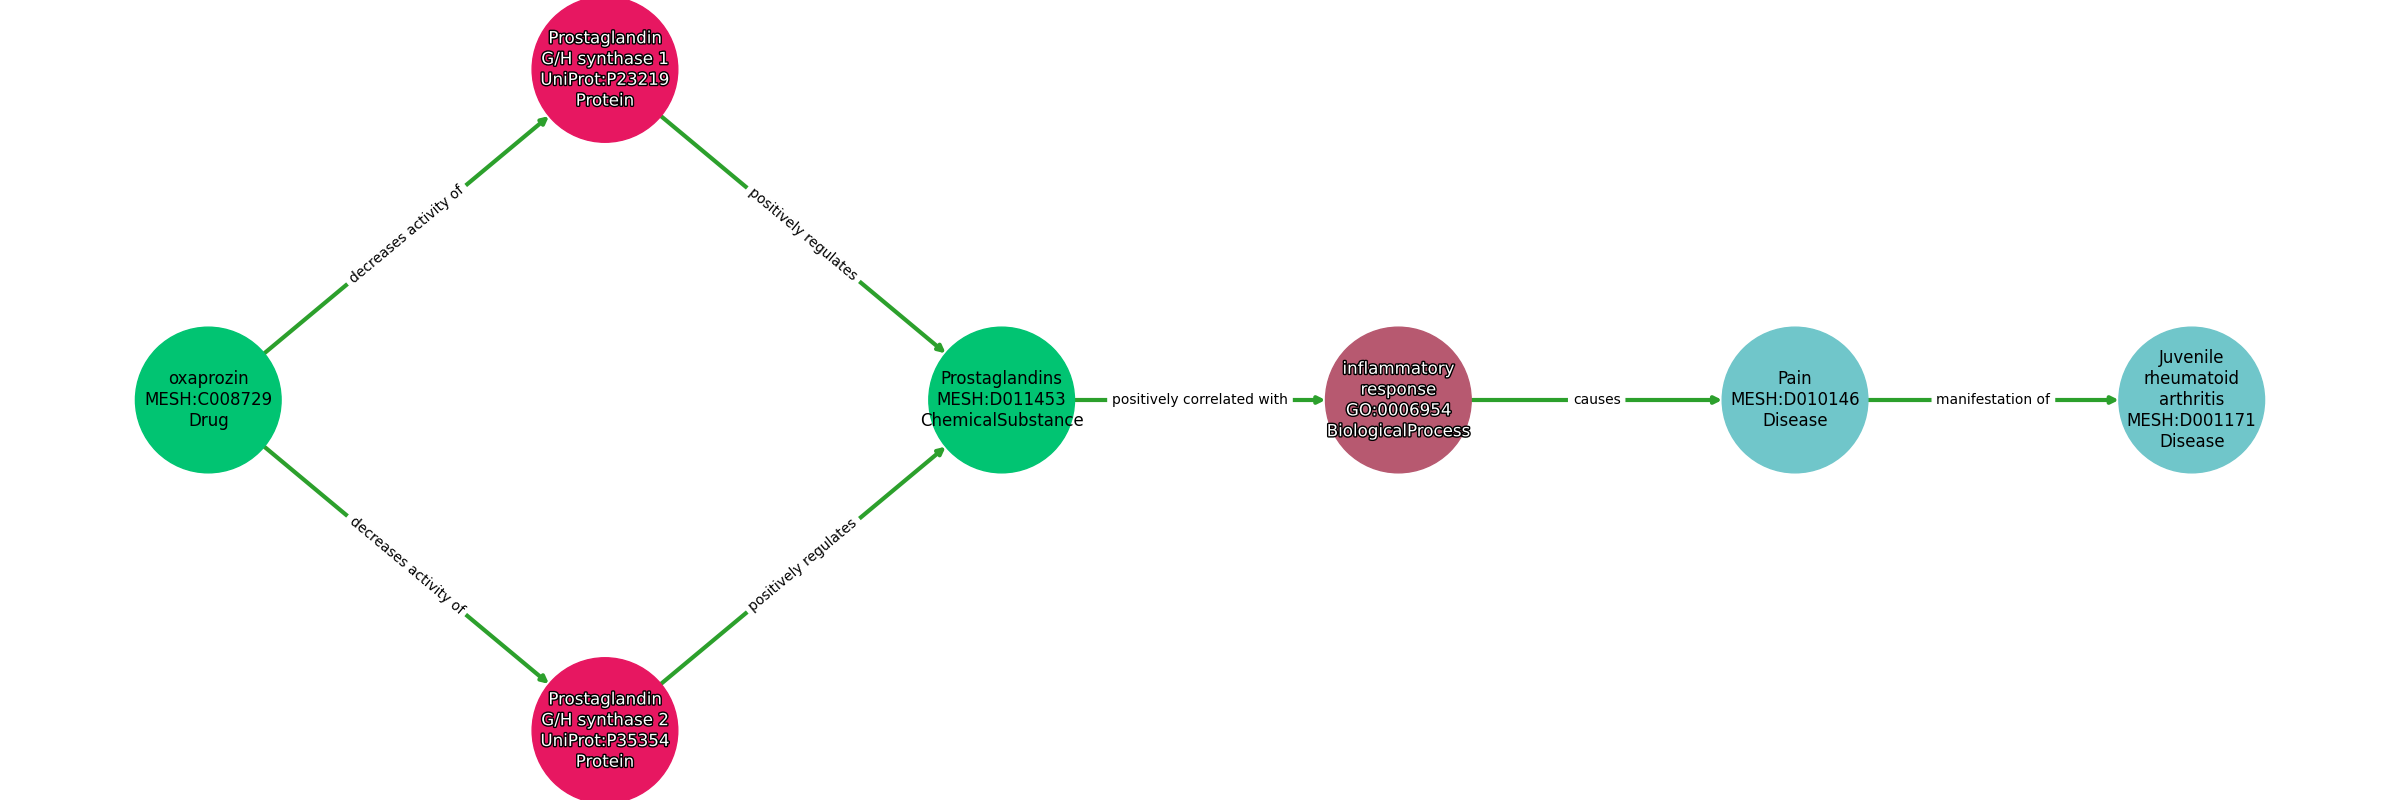 Prostaglandin
G/H synthase 1
UniProt:P23219
Protein
decreases activity of
positively regulates
oxaprozin
MESH:C008729
Drug
Prostaglandins
MESH:D011453
ChemicalSubstance
positively correlated with
inflammatory
response
GO:0006954
BiologicalProcess
causes
Pain
MESH:D010146
Disease
manifestation of
Juvenile
rheumatoid
arthritis
MESH:D001171
Disease
decreases activity of
positively regulates
Prostaglandin
G/H synthase 2
UniProt:P35354
Protein